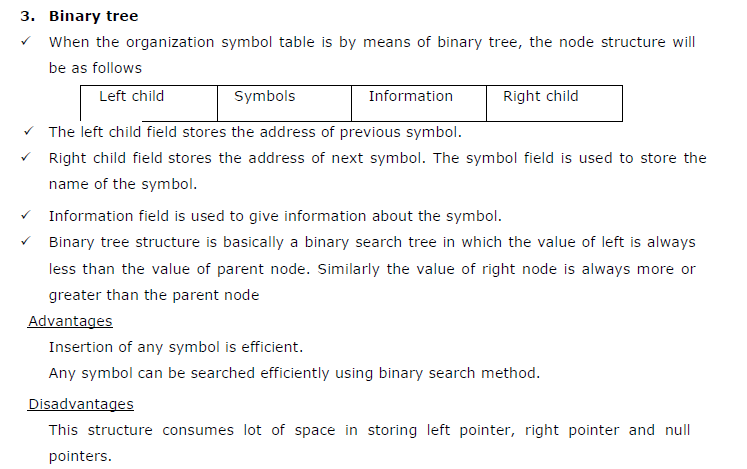 3. Binary tree
✓ When the organization symbol table is by means of binary tree, the node structure will
be as follows
Left child Symbols Information Right child
✓ The left child field stores the address of previous symbol.
✓ Right child field stores the address of next symbol. The symbol field is used to store the
name of the symbol.
✓ Information field is used to give information about the symbol.
✓ Binary tree structure is basically a binary search tree in which the value of left is always
less than the value of parent node. Similarly the value of right node is always more or
greater than the parent node
Advantages
Insertion of any symbol is efficient.
Any symbol can be searched efficiently using binary search method.
Disadvantages
This structure consumes lot of space in storing left pointer, right pointer and null
pointers.